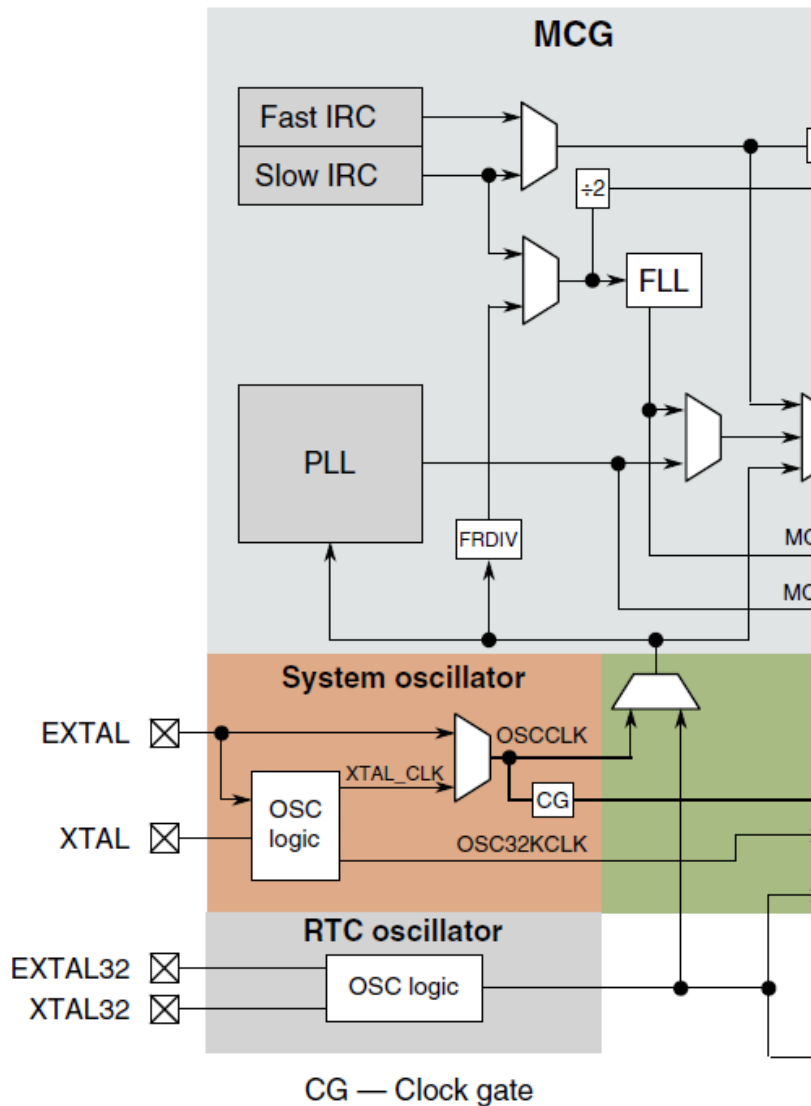 MCG
Fast IRC
Slow IRC
÷2
FLL
PLL
FRDIV
MC
MC
System oscillator
EXTAL
OSCCLK
XTAL_CLK
CG
OSC
logic
XTAL
OSC32KCLK
RTC oscillator
EXTAL32
OSC logic
XTAL32
CG — Clock gate